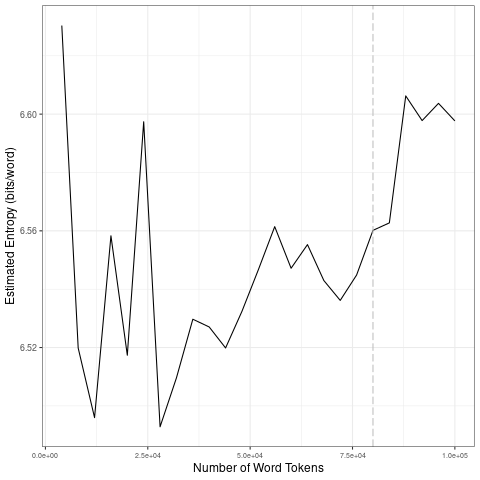 6.60
6.56
6.52
Estimated Entropy (bits/word)
0.0e+00 2.5e+04 5.0e+04 7.5e+04 1.0e+05
Number of Word Tokens